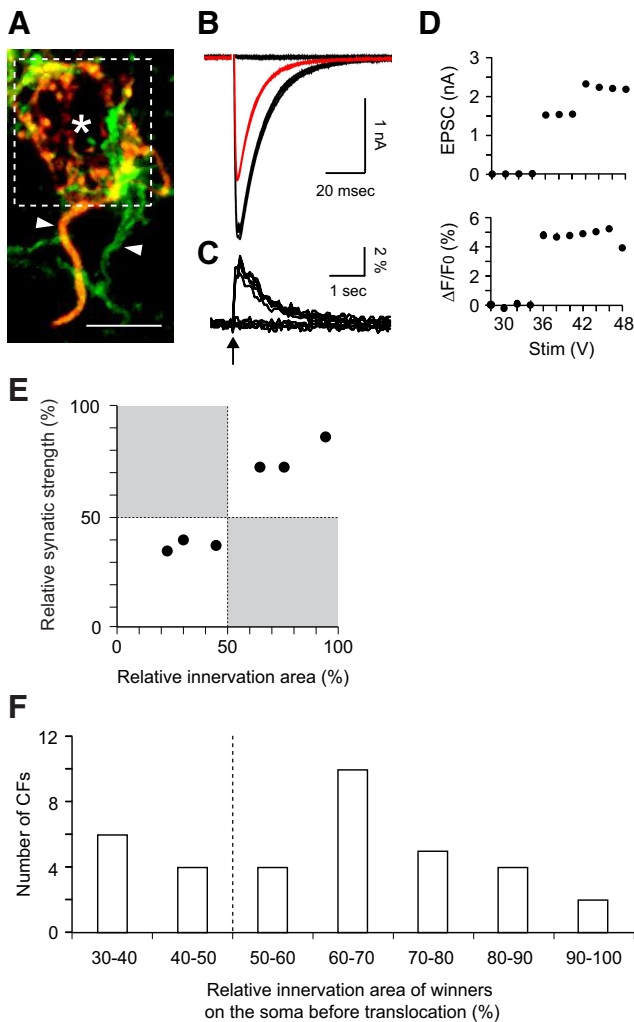 A
*
B
1 nA
20 msec
C
2 %
1 sec
D
EPSC (nA)
3
2
1
0
ΔF/F0 (%)
6
4
2
0
30 36 42 48
Stim (V)
E
Relative synatic strength (%)
100
50
0
0 50 100
Relative innervation area (%)
F
Number of CFs
12
8
4
0
30-40 40-50 50-60 60-70 70-80 80-90 90-100
Relative innervation area of winners
on the soma before translocation (%)